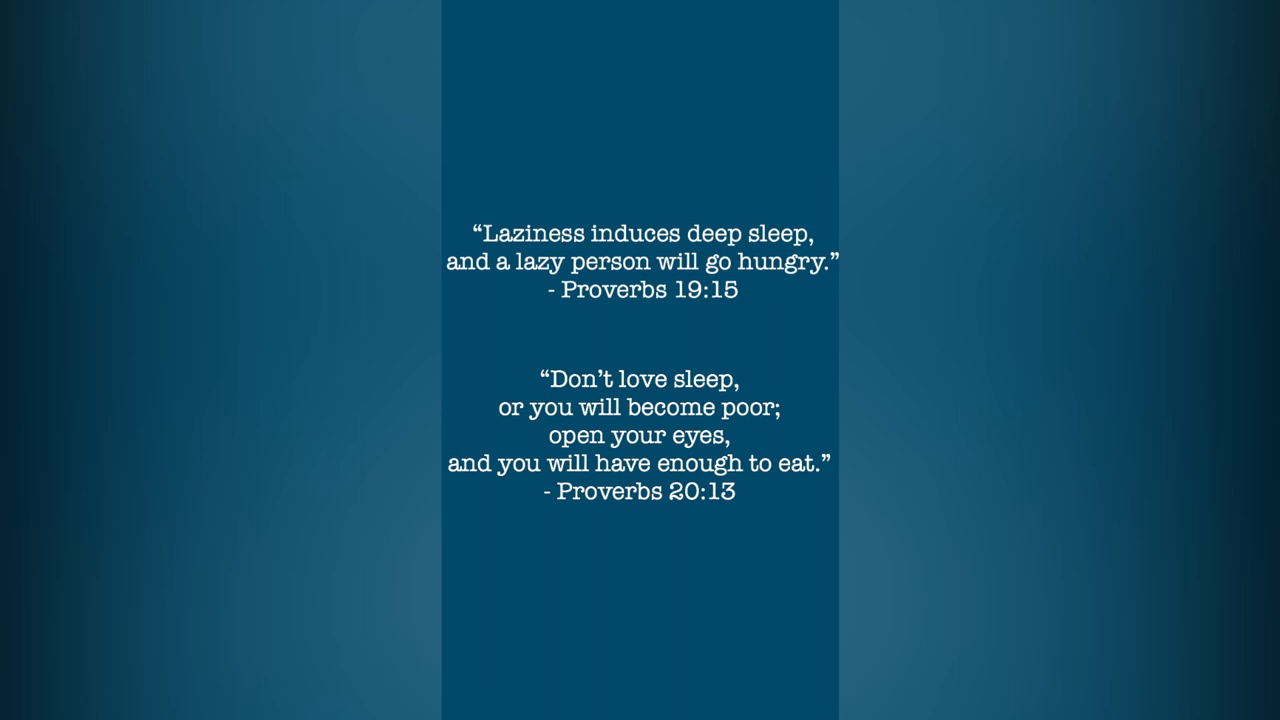 “Laziness induces deep sleep,
and a lazy person will go hungry.”
- Proverbs 19:15
“Don’t love sleep,
or you will become poor;
open your eyes,
and you will have enough to eat.”
- Proverbs 20:13